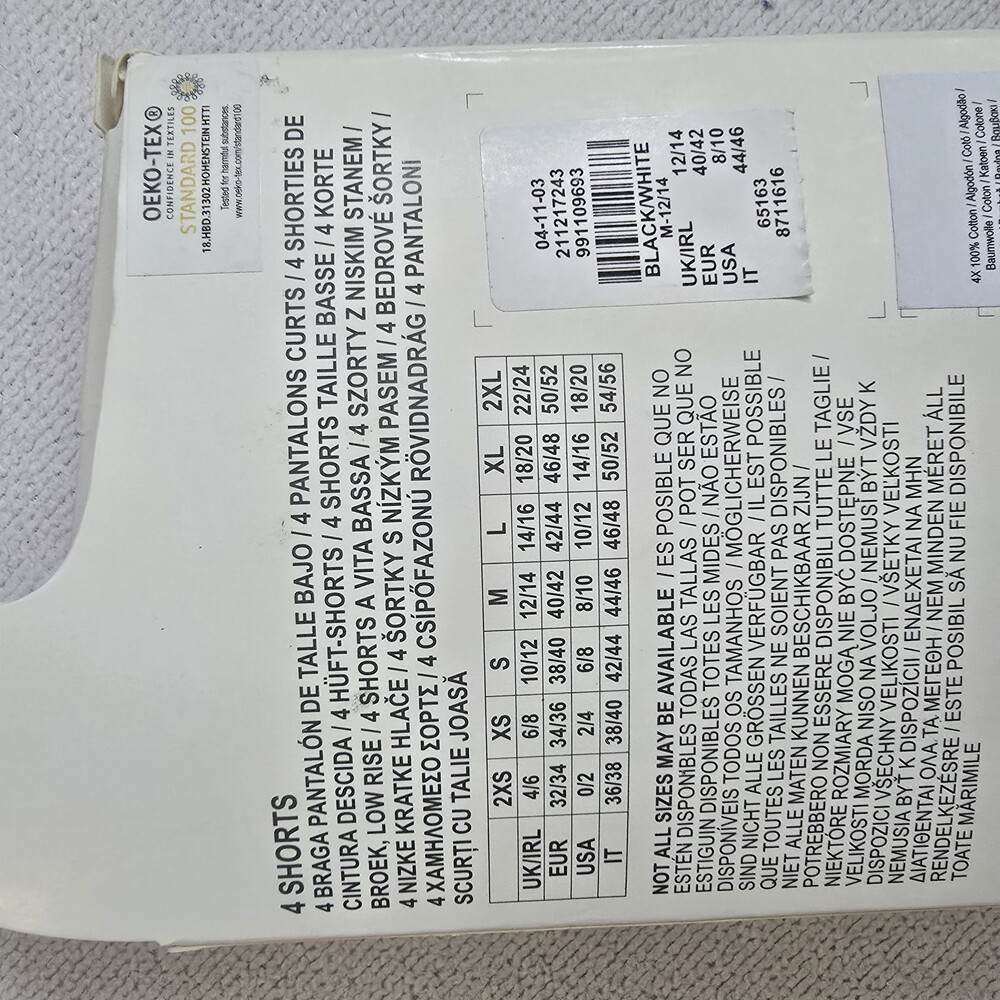 OEKO-TEX®
CONFIDENCE IN TEXTILES
STANDARD 100
18.HBD.31302 HOHENSTEIN HTTI
Tested for harmful substances.
www.oeko-tex.com/standard100
4 SHORTS
4 BRAGA PANTALÓN DE TALLE BAJO / 4 PANTALONS CURTS / 4 SHORTIES DE
CINTURA DESCIDA / 4 HÜFT-SHORTS / 4 SHORTS TAILLE BASSE / 4 KORTE
BROEK, LOW RISE / 4 SHORTS A VITA BASSA / 4 SZORTY Z NISKIM STANEM /
4 NIZKE KRATKE HLAČE / 4 ŠORTKY S NÍZKÝM PASEM / 4 BEDROVÉ ŠORTKY /
4 ΧΑΜΗΛΟΜΕΣΟ ΣΟΡΤΣ / 4 CSÍPŐFAZONÚ RÖVIDNADRÁG / 4 PANTALONI
SCURȚI CU TALIE JOASĂ
2XS XS S M L XL 2XL
UK/IRL 4/6 6/8 10/12 12/14 14/16 18/20 22/24
EUR 32/34 34/36 38/40 40/42 42/44 46/48 50/52
USA 0/2 2/4 6/8 8/10 10/12 14/16 18/20
IT 36/38 38/40 42/44 44/46 46/48 50/52 54/56
04-11-03
211217243
991109693
BLACK/WHITE
M-12/14
UK/IRL 12/14
EUR 40/42
USA 8/10
IT 44/46
65163
8711616
NOT ALL SIZES MAY BE AVAILABLE / ES POSIBLE QUE NO
ESTÉN DISPONIBLES TODAS LAS TALLAS / POT SER QUE NO
ESTIGUIN DISPONIBLES TOTES LES MIDES / NÃO ESTÃO
DISPONÍVEIS TODOS OS TAMANHOS / MÖGLICHERWEISE
SIND NICHT ALLE GRÖSSEN VERFÜGBAR / IL EST POSSIBLE
QUE TOUTES LES TAILLES NE SOIENT PAS DISPONIBLES /
NIET ALLE MATEN KUNNEN BESCHIKBAAR ZIJN /
POTREBBERO NON ESSERE DISPONIBILI TUTTE LE TAGLIE /
NIEKTÓRE ROZMIARY MOGĄ NIE BYĆ DOSTĘPNE / VSE
VELIKOSTI MORDA NISO NA VOLJO / NEMUSÍ BÝT VŽDY K
DISPOZICI VŠECHNY VELIKOSTI / VŠETKY VEĽKOSTI
NEMUSIA BYŤ K DISPOZÍCII / ΕΝΔΕΧΕΤΑΙ ΝΑ ΜΗΝ
ΔΙΑΤΙΘΕΝΤΑΙ ΟΛΑ ΤΑ ΜΕΓΕΘΗ / NEM MINDEN MÉRET ÁLL
RENDELKEZÉSRE / ESTE POSIBIL SĂ NU FIE DISPONIBILE
TOATE MĂRIMILE
4X 100% Cotton / Algodón / Cotó / Algodão /
Baumwolle / Coton / Katoen / Cotone /